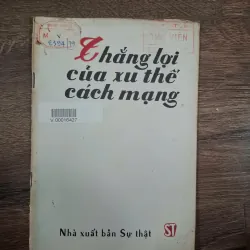 M V
Thắng lợi
của xu thế
cách mạng
Nhà xuất bản Sự thật
ST